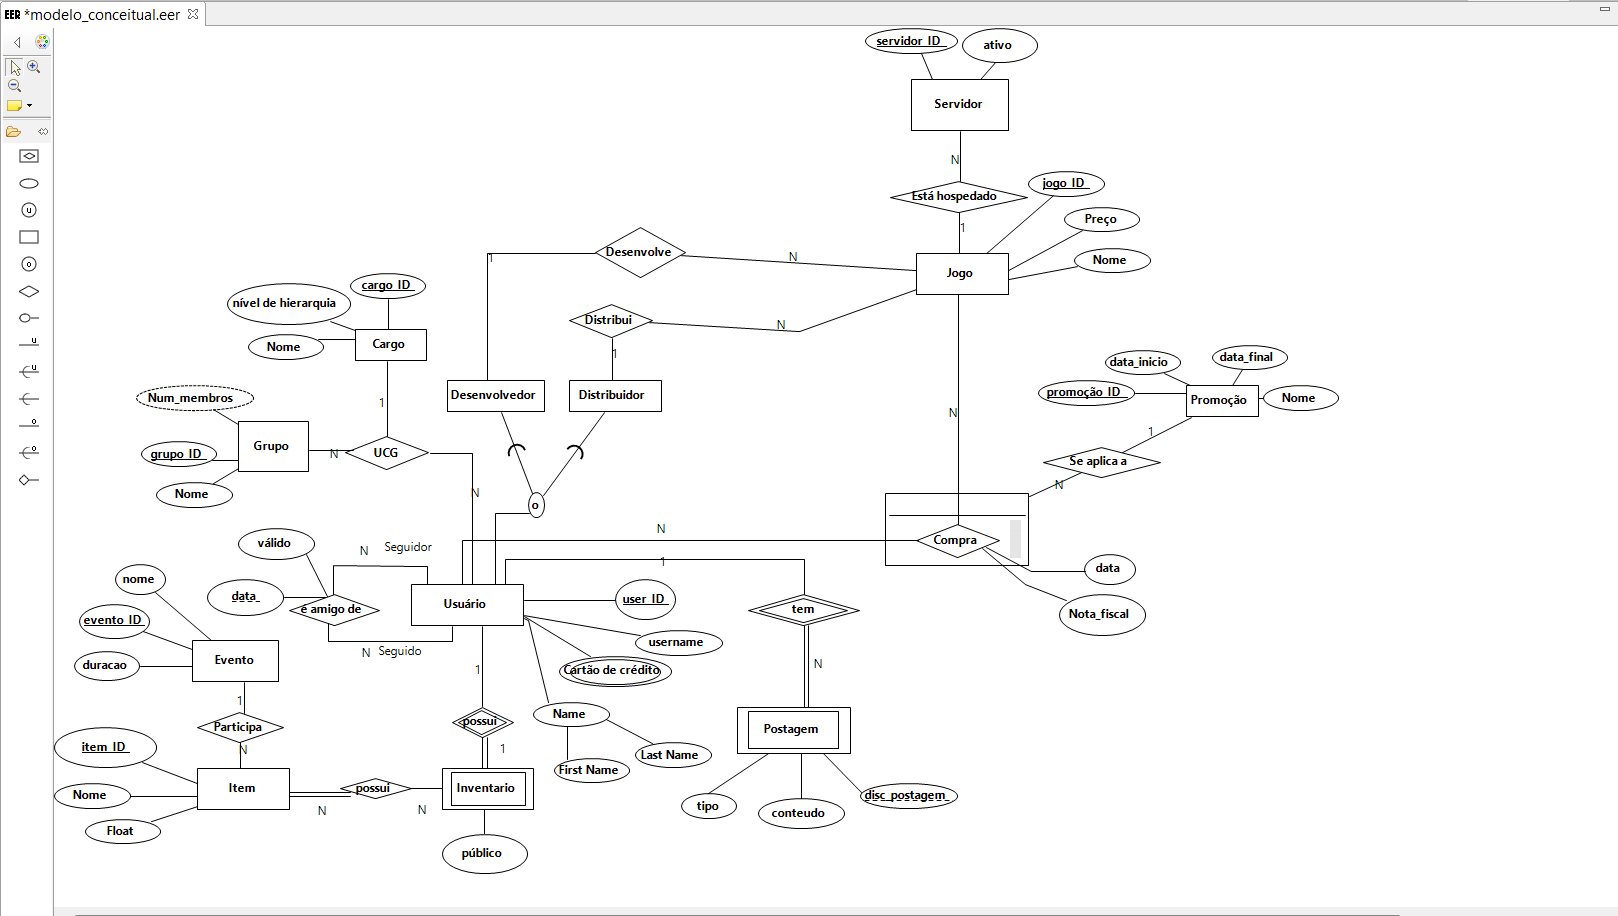 EER *modelo_conceitual.eer
servidor_ID
ativo
Servidor
N
Está hospedado
1
jogo_ID
Preço
Nome
Jogo
Desenvolve
1
N
Distribui
N
1
cargo_ID
nível de hierarquia
Nome
Cargo
Desenvolvedor
Distribuidor
data_inicio
data_final
promoção_ID
Promoção
Nome
Num_membros
1
N
1
Grupo
grupo_ID
Nome
N
UCG
Se aplica a
N
N
o
válido
N
Seguidor
N
Compra
1
data
nome
data_
é amigo de
Usuário
user_ID
tem
Nota_fiscal
evento_ID
username
N
Seguido
Evento
duracao
1
Cartão de crédito
N
1
Participa
possui
Name
Postagem
item_ID
N
1
First Name
Last Name
Item
possui
Inventario
Nome
N
N
tipo
conteudo
disc_postagem_
Float
público
u
o
u
u
o
o